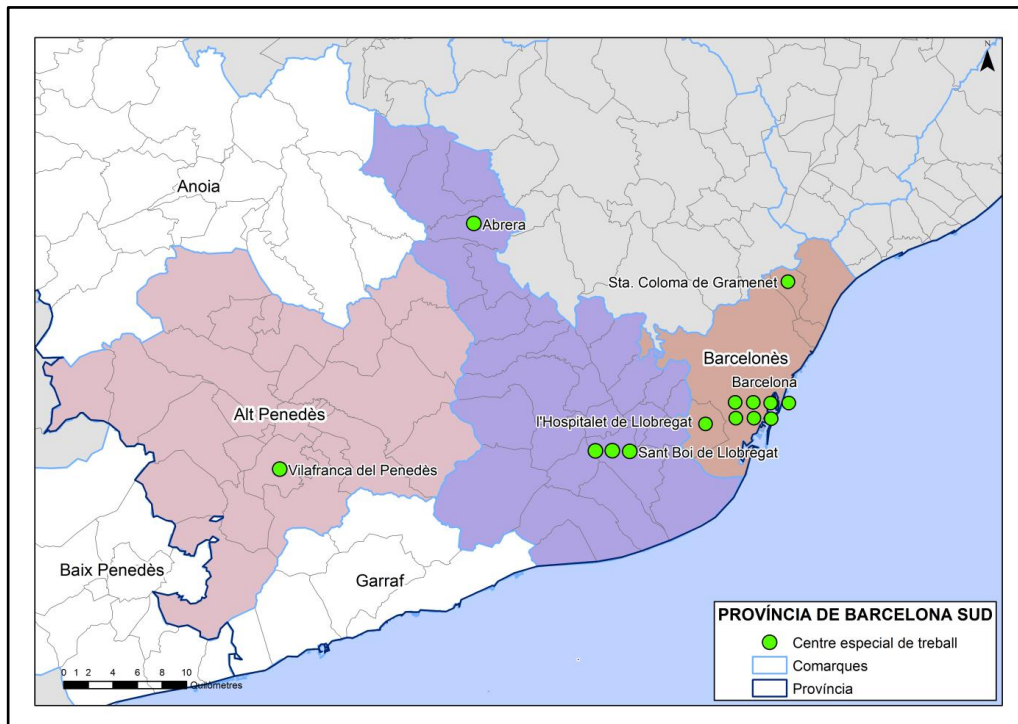 N
Anoia
Abrera
Sta. Coloma de Gramenet
Barcelonès
Barcelona
Alt Penedès
l'Hospitalet de Llobregat
Sant Boi de Llobregat
Vilafranca del Penedès
Baix Penedès
Garraf
PROVÍNCIA DE BARCELONA SUD
Centre especial de treball
Comarques
Província
0 1 2 4 6 8 10
Quilòmetres